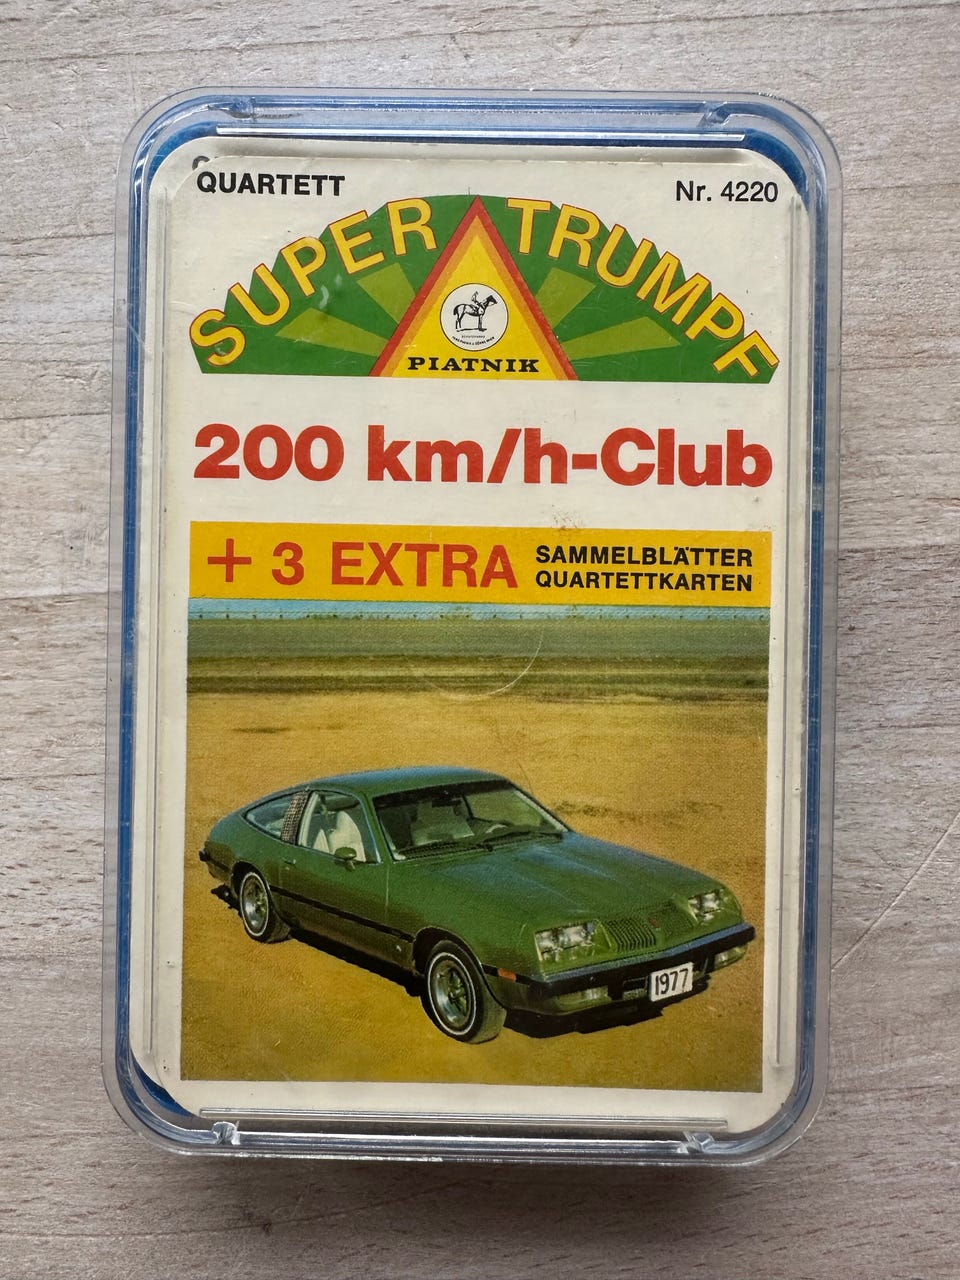 QUARTETT
Nr. 4220
SUPER TRUMPF
PIATNIK
200 km/h-Club
+ 3 EXTRA
SAMMELBLÄTTER
QUARTETTKARTEN
1977